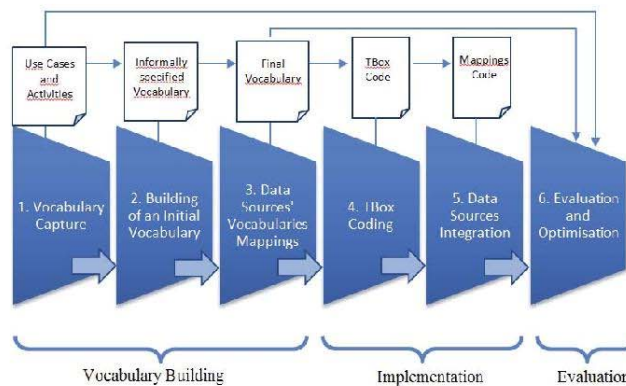 Use Cases
and
Activities
Informally
specified
Vocabulary
Final
Vocabulary
TBox
Code
Mappings
Code
1. Vocabulary
Capture
2. Building
of an Initial
Vocabulary
3. Data
Sources'
Vocabularies
Mappings
4. TBox
Coding
5. Data
Sources
Integration
6. Evaluation
and
Optimisation
Vocabulary Building
Implementation
Evaluation